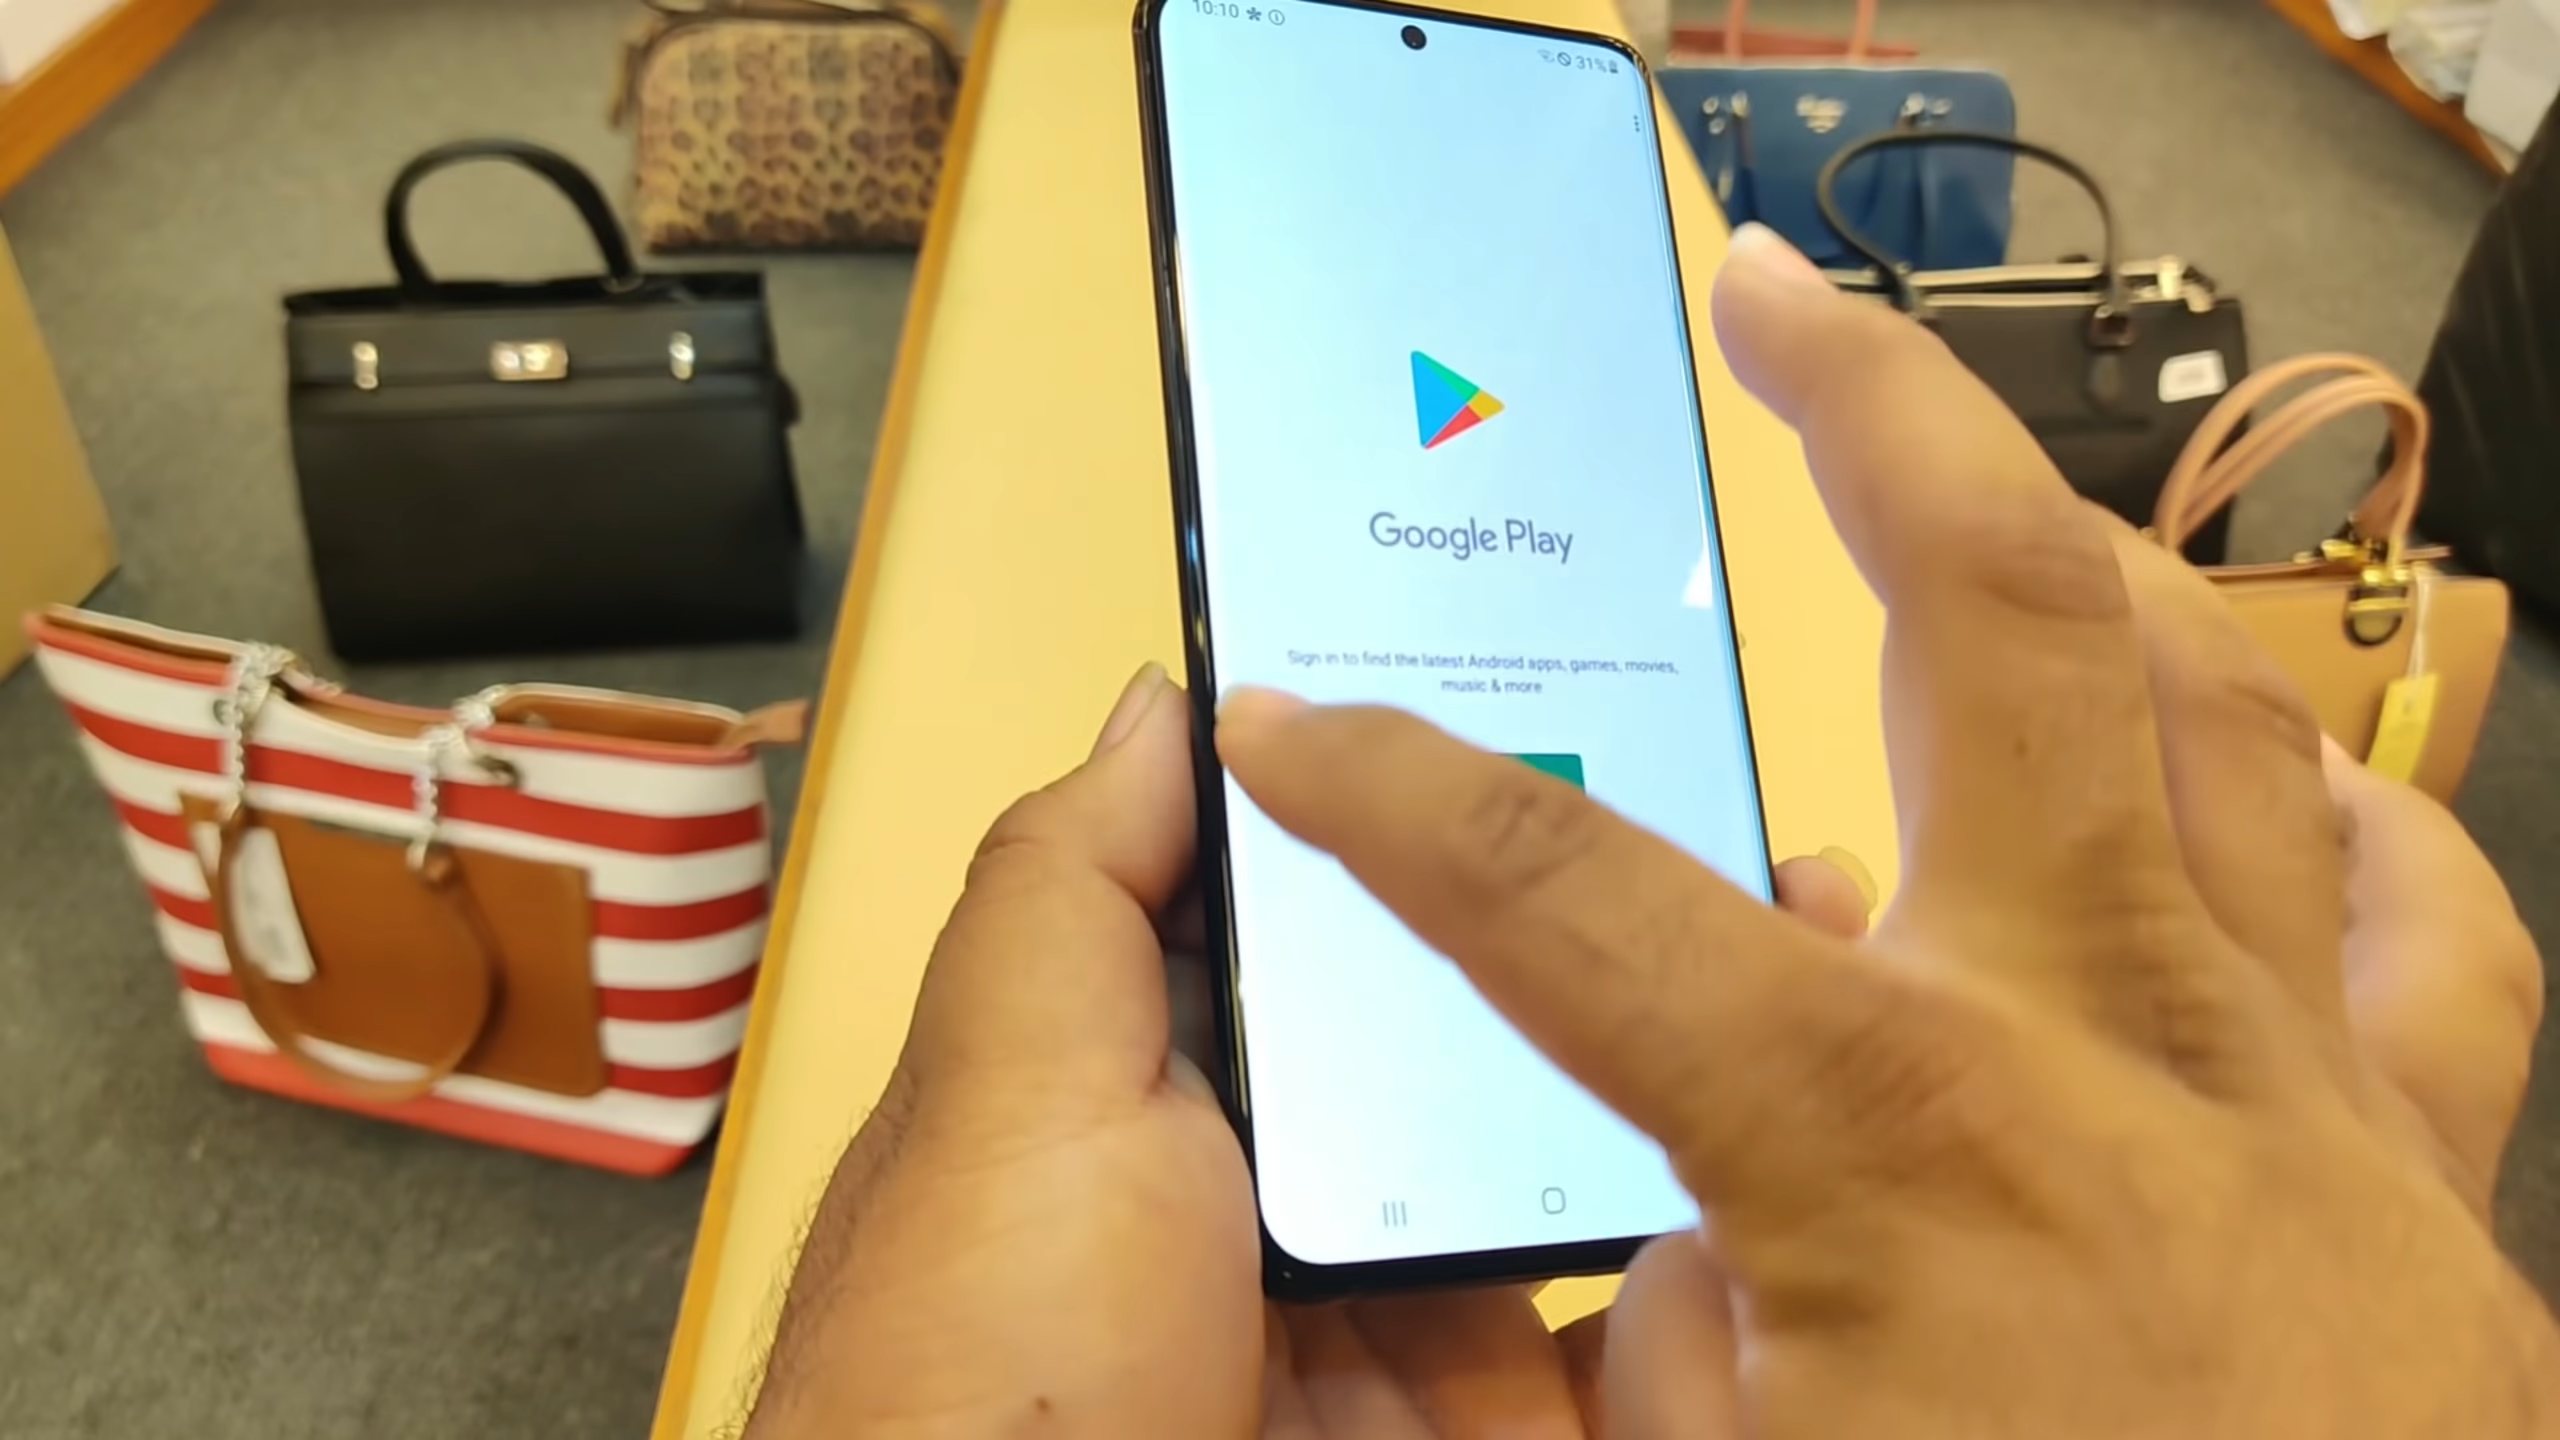 10:10
31%
Google Play
Sign in to find the latest Android apps, games, movies,
music & more